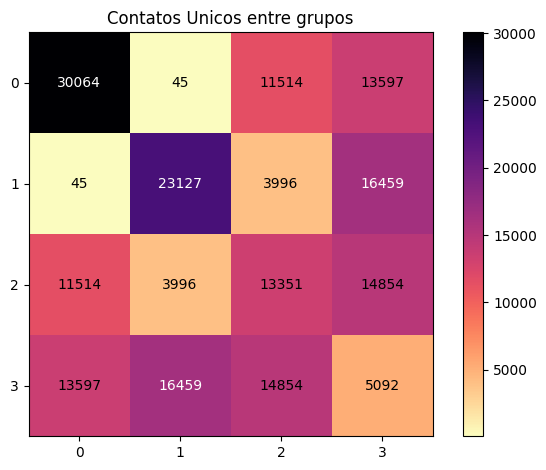 Contatos Unicos entre grupos
0 30064 45 11514 13597
1 45 23127 3996 16459
2 11514 3996 13351 14854
3 13597 16459 14854 5092
0 1 2 3
30000
25000
20000
15000
10000
5000